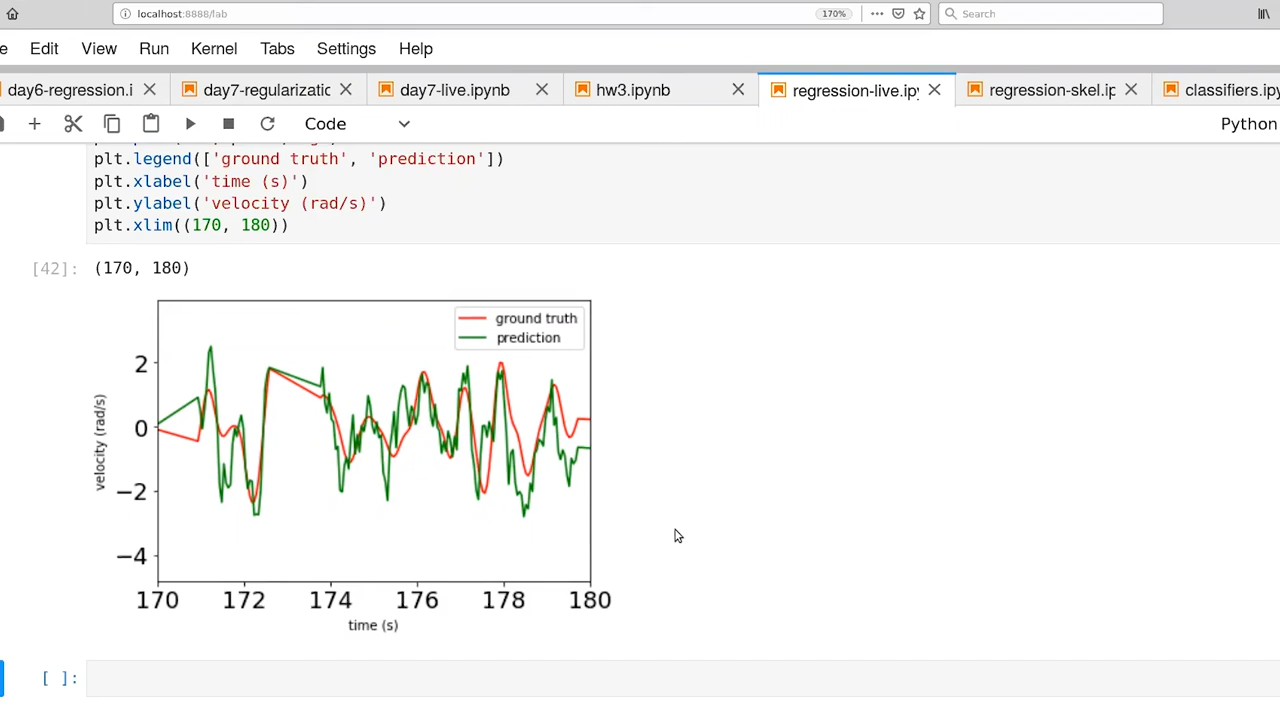 localhost:8888/lab
170%
Search
e Edit View Run Kernel Tabs Settings Help
day6-regression.i
day7-regularizatic
day7-live.ipynb
hw3.ipynb
regression-live.ipy
regression-skel.ip
classifiers.ipy
Code
Python
plt.legend(['ground truth', 'prediction'])
plt.xlabel('time (s)')
plt.ylabel('velocity (rad/s)')
plt.xlim((170, 180))
[42]: (170, 180)
ground truth
prediction
velocity (rad/s)
2
0
−2
−4
170 172 174 176 178 180
time (s)
[ ]: